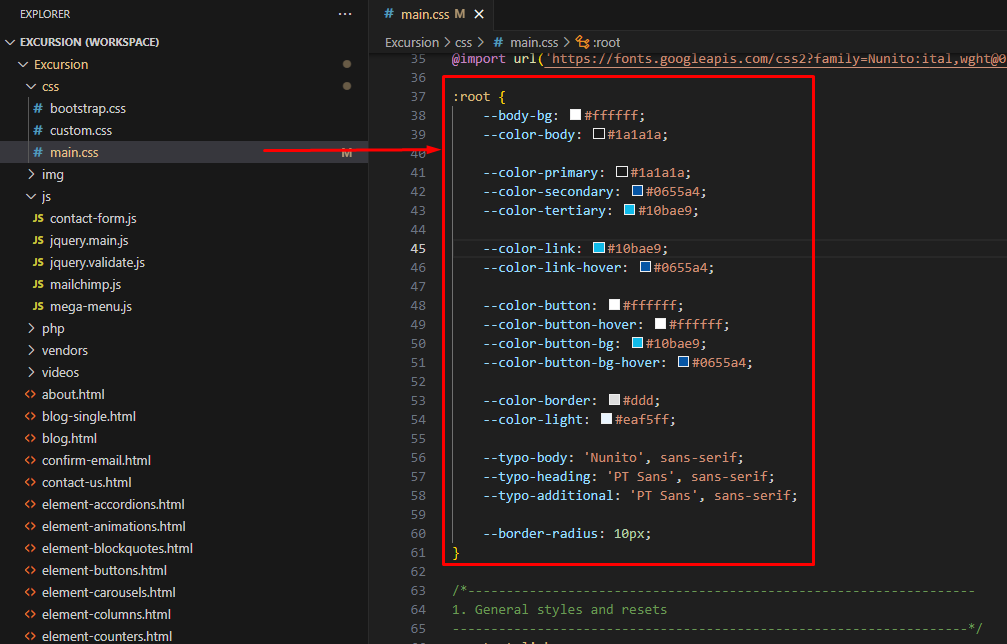 EXPLORER
...
EXCURSION (WORKSPACE)
Excursion
css
# bootstrap.css
# custom.css
# main.css M
img
js
JS contact-form.js
JS jquery.main.js
JS jquery.validate.js
JS mailchimp.js
JS mega-menu.js
php
vendors
videos
<> about.html
<> blog-single.html
<> blog.html
<> confirm-email.html
<> contact-us.html
<> element-accordions.html
<> element-animations.html
<> element-blockquotes.html
<> element-buttons.html
<> element-carousels.html
<> element-columns.html
<> element-counters.html
# main.css M ×
Excursion > css > # main.css > :root
35 @import url('https://fonts.googleapis.com/css2?family=Nunito:ital,wght@0
36
37 :root {
38 --body-bg: #ffffff;
39 --color-body: #1a1a1a;
40
41 --color-primary: #1a1a1a;
42 --color-secondary: #0655a4;
43 --color-tertiary: #10bae9;
44
45 --color-link: #10bae9;
46 --color-link-hover: #0655a4;
47
48 --color-button: #ffffff;
49 --color-button-hover: #ffffff;
50 --color-button-bg: #10bae9;
51 --color-button-bg-hover: #0655a4;
52
53 --color-border: #ddd;
54 --color-light: #eaf5ff;
55
56 --typo-body: 'Nunito', sans-serif;
57 --typo-heading: 'PT Sans', sans-serif;
58 --typo-additional: 'PT Sans', sans-serif;
59
60 --border-radius: 10px;
61 }
62
63 /*------------------------------------------------------------------
64 1. General styles and resets
65 -------------------------------------------------------------------*/